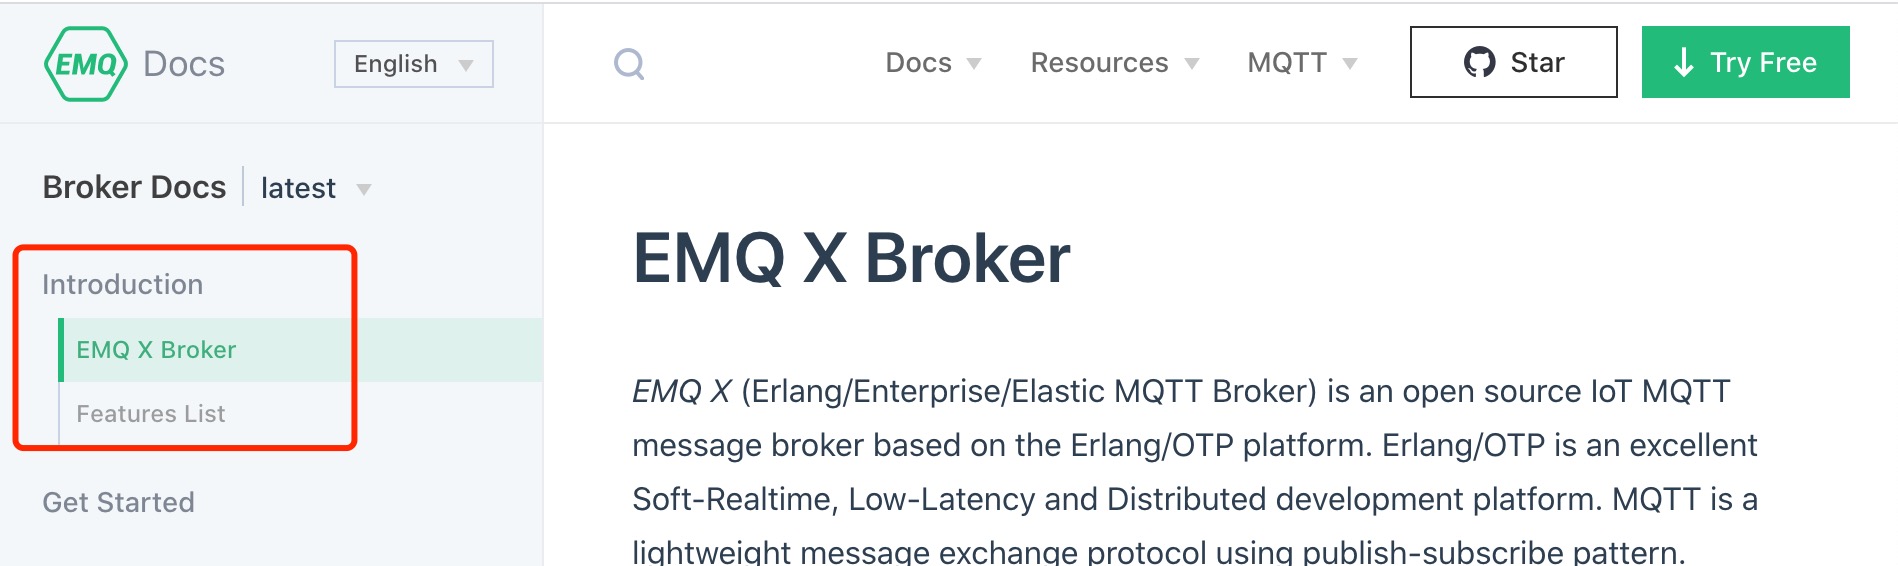 EMQ Docs
English
Docs
Resources
MQTT
Star
Try Free
Broker Docs
latest
Introduction
EMQ X Broker
Features List
Get Started
EMQ X Broker
EMQ X (Erlang/Enterprise/Elastic MQTT Broker) is an open source IoT MQTT
message broker based on the Erlang/OTP platform. Erlang/OTP is an excellent
Soft-Realtime, Low-Latency and Distributed development platform. MQTT is a
lightweight message exchange protocol using publish-subscribe pattern.